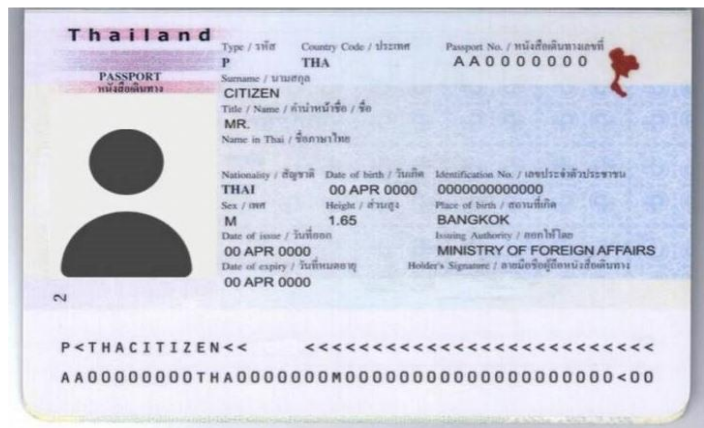 Thailand
PASSPORT
หนังสือเดินทาง
Type / รหัส Country Code / ประเทศ Passport No. / หนังสือเดินทางเลขที่
P THA AA0000000
Surname / นามสกุล
CITIZEN
Title / Name / คำนำหน้าชื่อ / ชื่อ
MR.
Name in Thai / ชื่อภาษาไทย
Nationality / สัญชาติ Date of birth / วันเกิด Identification No. / เลขประจำตัวประชาชน
THAI 00 APR 0000 0000000000000
Sex / เพศ Height / ส่วนสูง Place of birth / สถานที่เกิด
M 1.65 BANGKOK
Date of issue / วันที่ออก Issuing Authority / ออกให้โดย
00 APR 0000 MINISTRY OF FOREIGN AFFAIRS
Date of expiry / วันที่หมดอายุ Holder's Signature / ลายมือชื่อผู้ถือหนังสือเดินทาง
00 APR 0000
2
P<THACITIZEN<< <<<<<<<<<<<<<<<<<<<<<<<<<<
AA00000000THA0000000M00000000000000000000<00